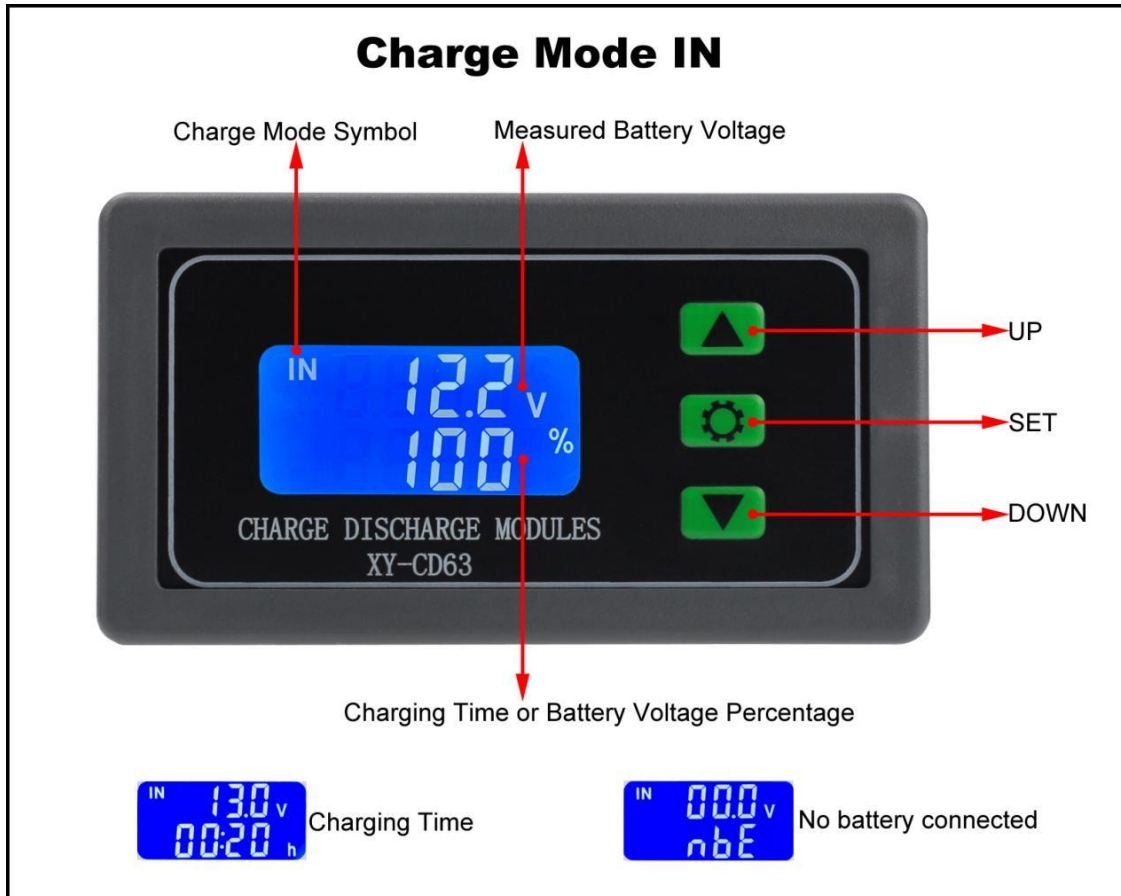 Charge Mode IN
Charge Mode Symbol
Measured Battery Voltage
IN 12.2 V
100 %
CHARGE DISCHARGE MODULES
XY-CD63
UP
SET
DOWN
Charging Time or Battery Voltage Percentage
IN 13.0 V
00:20 h
Charging Time
IN 00.0 V
nbE
No battery connected